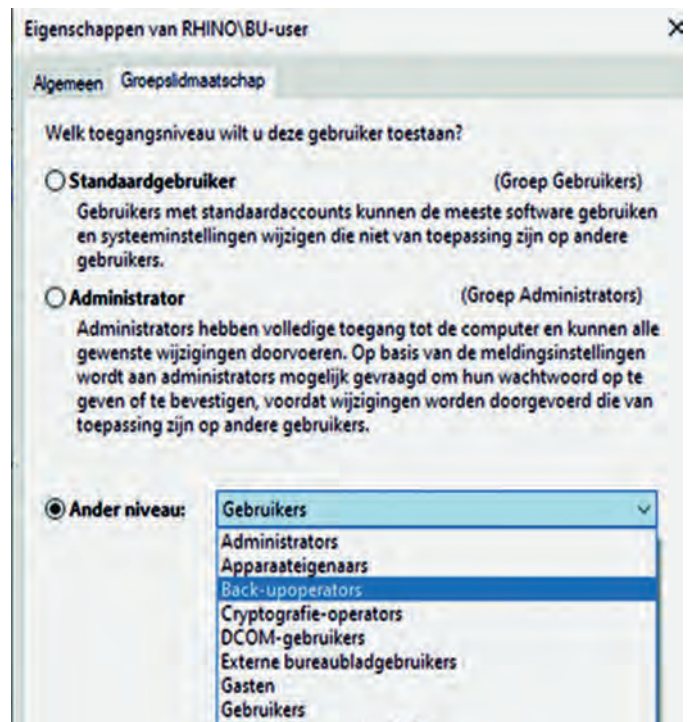 Eigenschappen van RHINO\BU-user
Algemeen Groepslidmaatschap
Welk toegangsniveau wilt u deze gebruiker toestaan?
Standaardgebruiker (Groep Gebruikers)
Gebruikers met standaardaccounts kunnen de meeste software gebruiken
en systeeminstellingen wijzigen die niet van toepassing zijn op andere
gebruikers.
Administrator (Groep Administrators)
Administrators hebben volledige toegang tot de computer en kunnen alle
gewenste wijzigingen doorvoeren. Op basis van de meldingsinstellingen
wordt aan administrators mogelijk gevraagd om hun wachtwoord op te
geven of te bevestigen, voordat wijzigingen worden doorgevoerd die van
toepassing zijn op andere gebruikers.
Ander niveau: Gebruikers
Administrators
Apparaateigenaars
Back-upoperators
Cryptografie-operators
DCOM-gebruikers
Externe bureaubladgebruikers
Gasten
Gebruikers